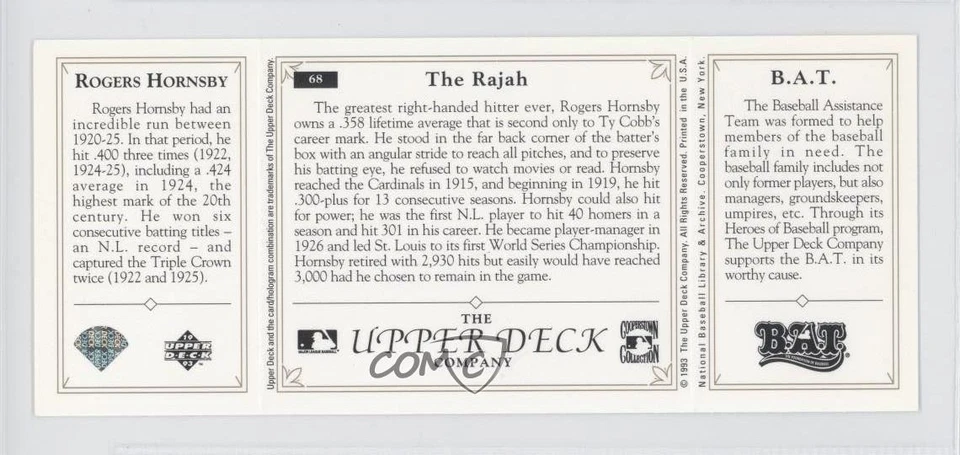 ROGERS HORNSBY
Rogers Hornsby had an
incredible run between
1920-25. In that period, he
hit .400 three times (1922,
1924-25), including a .424
average in 1924, the
highest mark of the 20th
century. He won six
consecutive batting titles –
an N.L. record – and
captured the Triple Crown
twice (1922 and 1925).
19
UPPER
DECK
93™
Upper Deck and the card/hologram combination are trademarks of The Upper Deck Company.
68
The Rajah
The greatest right-handed hitter ever, Rogers Hornsby
owns a .358 lifetime average that is second only to Ty Cobb's
career mark. He stood in the far back corner of the batter's
box with an angular stride to reach all pitches, and to preserve
his batting eye, he refused to watch movies or read. Hornsby
reached the Cardinals in 1915, and beginning in 1919, he hit
.300-plus for 13 consecutive seasons. Hornsby could also hit
for power; he was the first N.L. player to hit 40 homers in a
season and hit 301 in his career. He became player-manager in
1926 and led St. Louis to its first World Series Championship.
Hornsby retired with 2,930 hits but easily would have reached
3,000 had he chosen to remain in the game.
MAJOR LEAGUE BASEBALL
THE
UPPER DECK
COMPANY
COOPERSTOWN
COLLECTION
COMC
© 1993 The Upper Deck Company. All Rights Reserved. Printed in the U.S.A.
National Baseball Library & Archive. Cooperstown, New York.
B.A.T.
The Baseball Assistance
Team was formed to help
members of the baseball
family in need. The
baseball family includes not
only former players, but also
managers, groundskeepers,
umpires, etc. Through its
Heroes of Baseball program,
The Upper Deck Company
supports the B.A.T. in its
worthy cause.
BAT